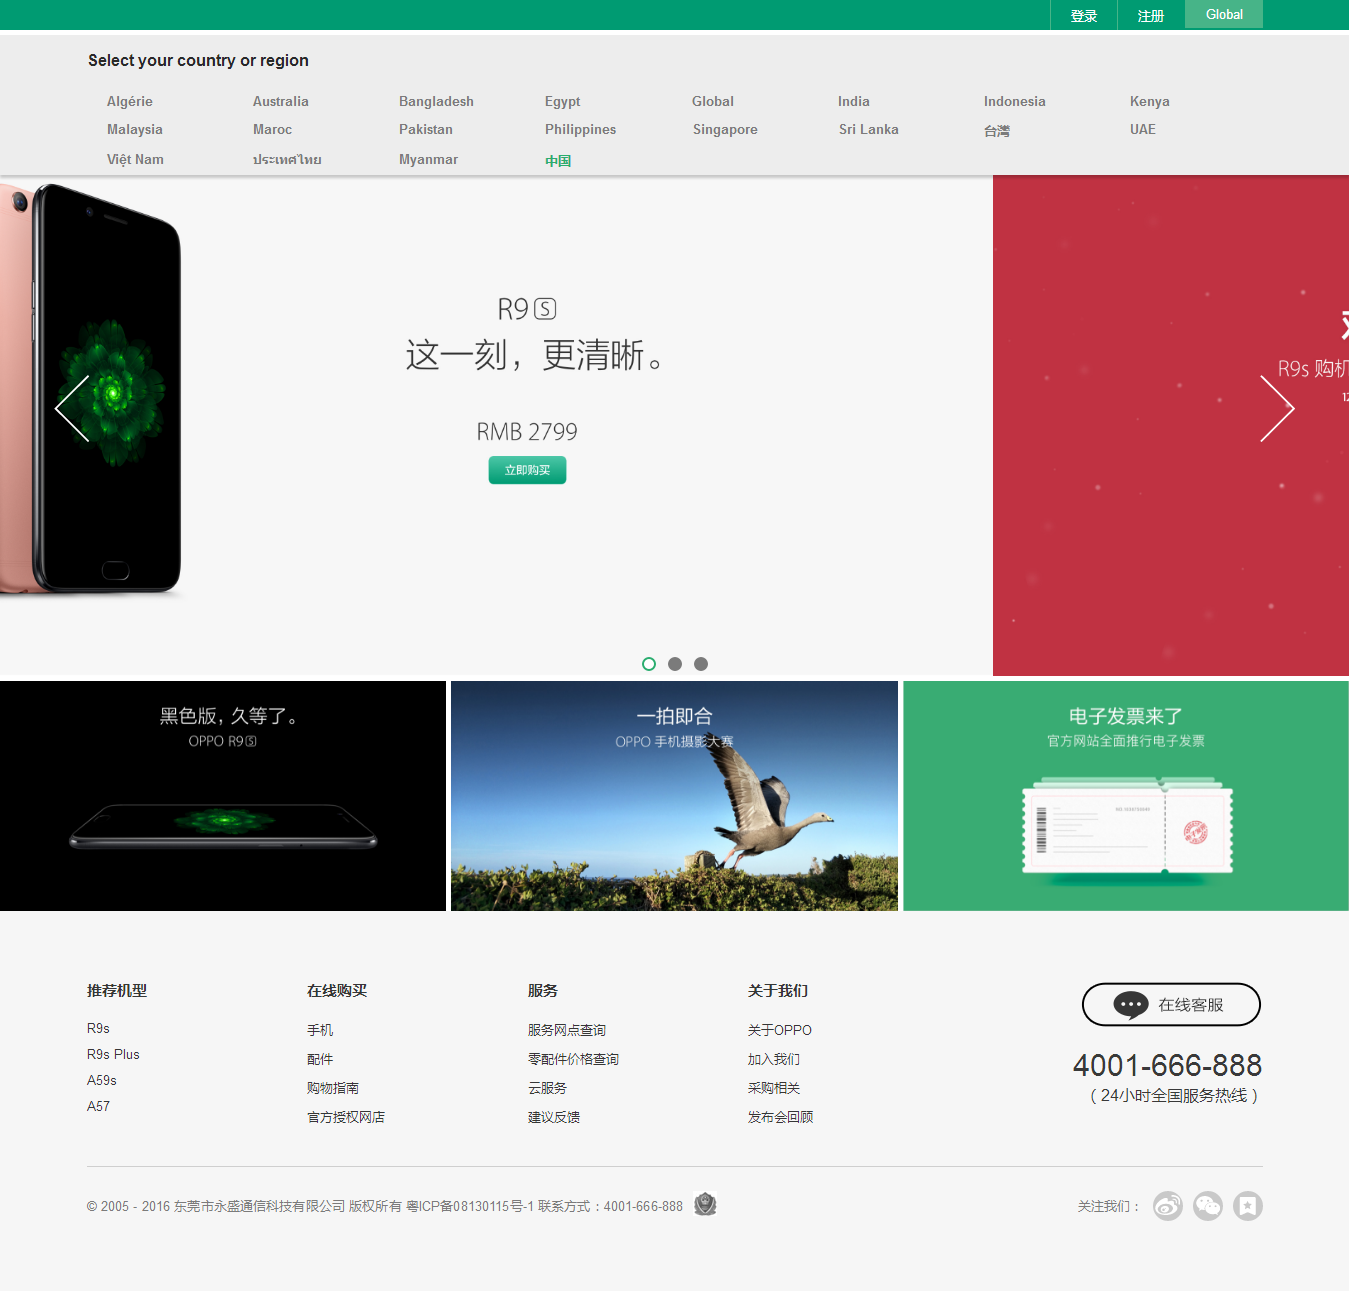 登录 注册 Global
Select your country or region
Algérie Australia Bangladesh Egypt Global India Indonesia Kenya
Malaysia Maroc Pakistan Philippines Singapore Sri Lanka 台灣 UAE
Việt Nam ประเทศไทย Myanmar 中国
R9S
这一刻，更清晰。
RMB 2799
立即购买
R9s 购机
黑色版，久等了。
OPPO R9S
一拍即合
OPPO 手机摄影大赛
电子发票来了
官方网站全面推行电子发票
推荐机型
R9s
R9s Plus
A59s
A57
在线购买
手机
配件
购物指南
官方授权网店
服务
服务网点查询
零配件价格查询
云服务
建议反馈
关于我们
关于OPPO
加入我们
采购相关
发布会回顾
在线客服
4001-666-888
（24小时全国服务热线）
© 2005 - 2016 东莞市永盛通信科技有限公司 版权所有 粤ICP备08130115号-1 联系方式：4001-666-888
关注我们：